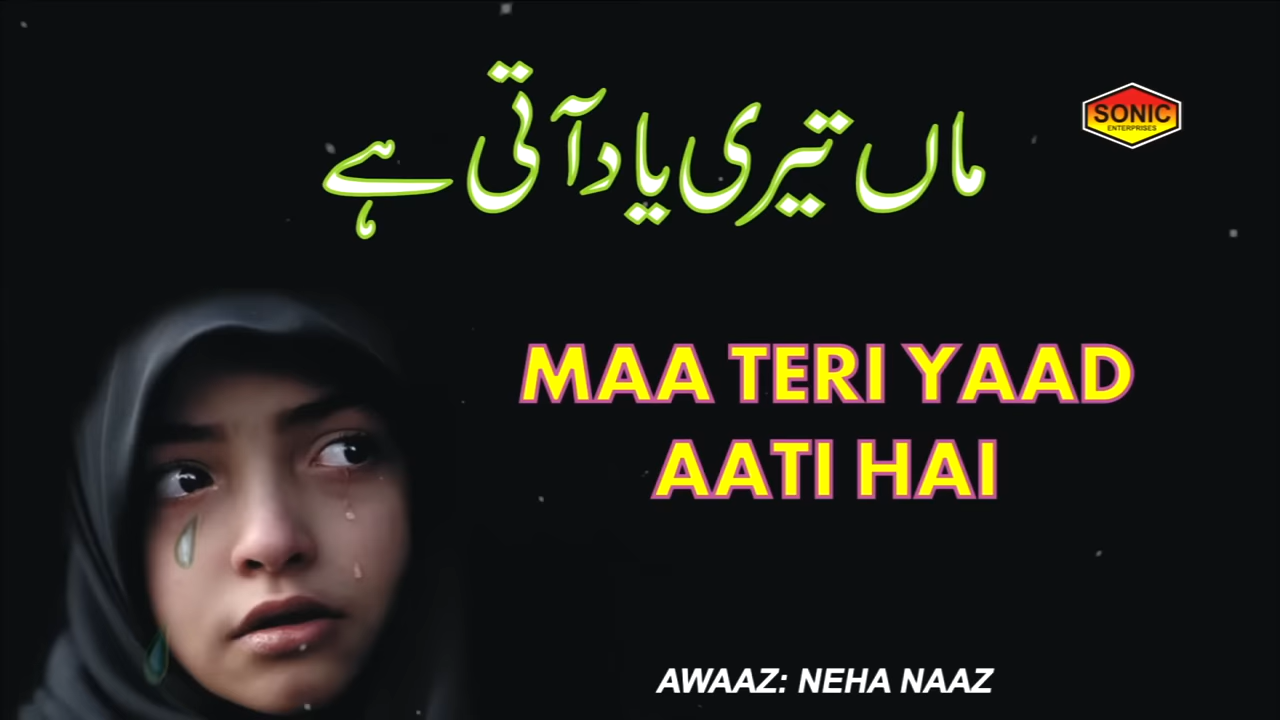 ماں تیری یاد آتی ہے
SONIC
ENTERPRISES
MAA TERI YAAD
AATI HAI
AWAAZ: NEHA NAAZ